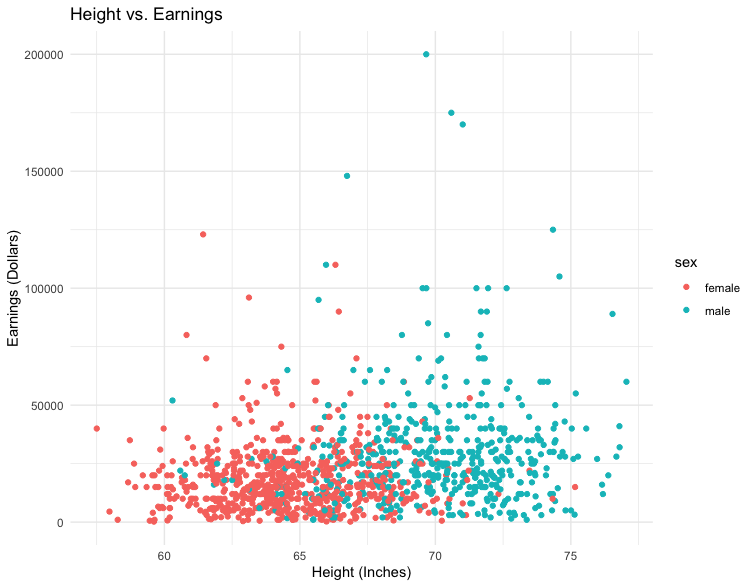 Height vs. Earnings
200000
150000
100000
50000
0
Earnings (Dollars)
60
65
70
75
Height (Inches)
sex
female
male